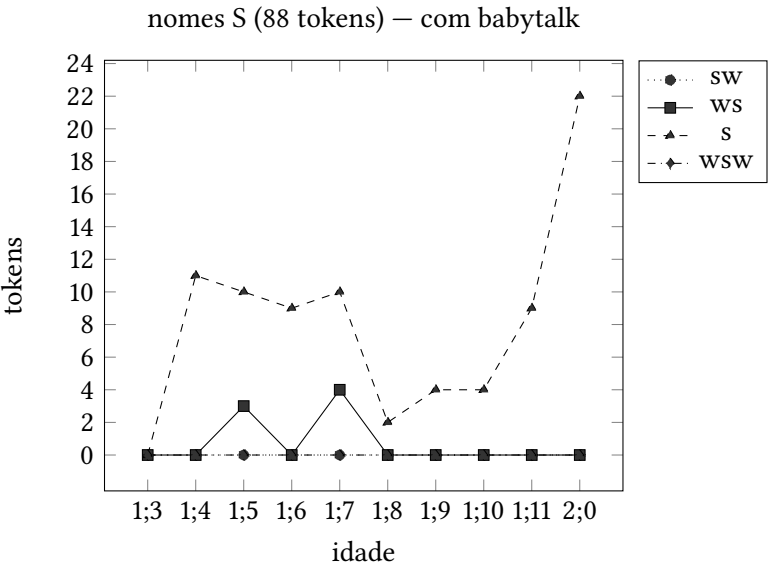 nomes S (88 tokens) — com babytalk
24
22
20
18
16
14
12
10
8
6
4
2
0
tokens
1;3 1;4 1;5 1;6 1;7 1;8 1;9 1;10 1;11 2;0
idade
sw
ws
s
wsw